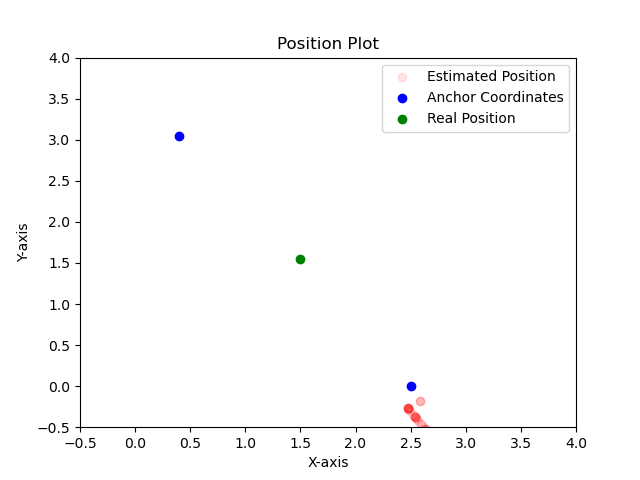 Position Plot
Estimated Position
Anchor Coordinates
Real Position
4.0
3.5
3.0
2.5
2.0
1.5
1.0
0.5
0.0
−0.5
Y-axis
−0.5 0.0 0.5 1.0 1.5 2.0 2.5 3.0 3.5 4.0
X-axis